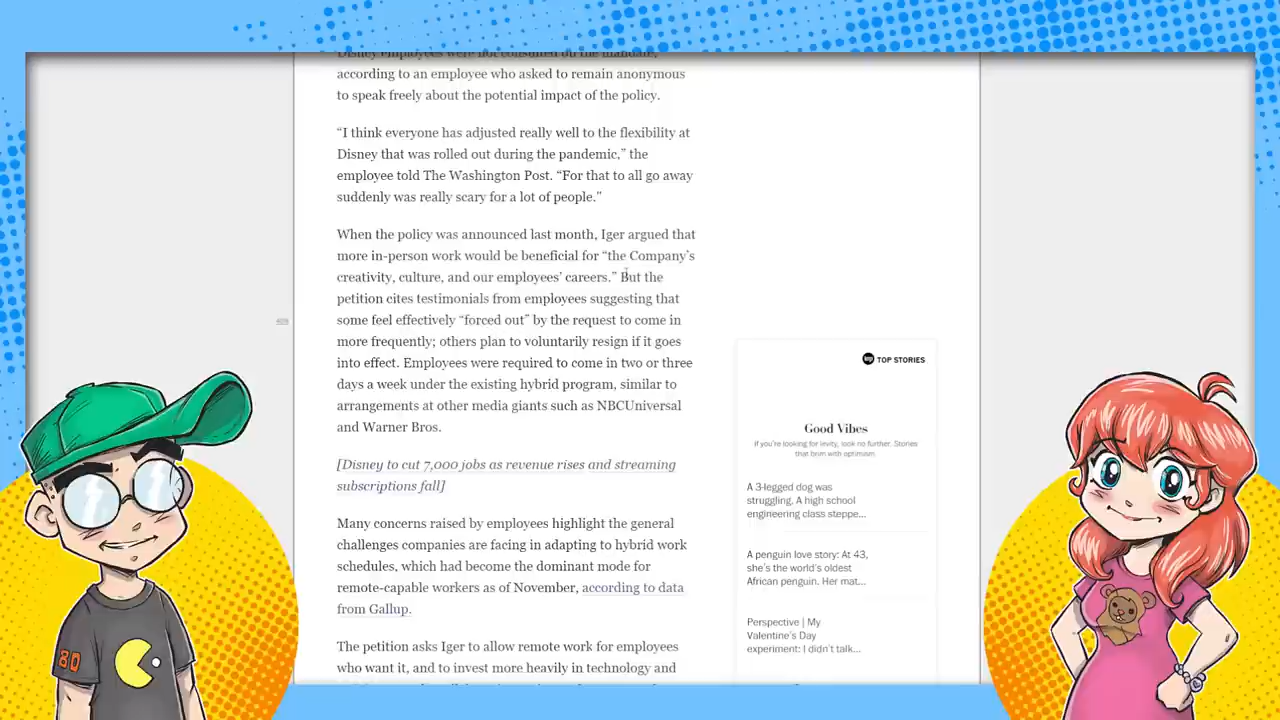 Disney employees were not consulted on the mandate,
according to an employee who asked to remain anonymous
to speak freely about the potential impact of the policy.
“I think everyone has adjusted really well to the flexibility at
Disney that was rolled out during the pandemic,” the
employee told The Washington Post. “For that to all go away
suddenly was really scary for a lot of people.”
When the policy was announced last month, Iger argued that
more in-person work would be beneficial for “the Company’s
creativity, culture, and our employees’ careers.” But the
petition cites testimonials from employees suggesting that
some feel effectively “forced out” by the request to come in
more frequently; others plan to voluntarily resign if it goes
into effect. Employees were required to come in two or three
days a week under the existing hybrid program, similar to
arrangements at other media giants such as NBCUniversal
and Warner Bros.
[Disney to cut 7,000 jobs as revenue rises and streaming
subscriptions fall]
Many concerns raised by employees highlight the general
challenges companies are facing in adapting to hybrid work
schedules, which had become the dominant mode for
remote-capable workers as of November, according to data
from Gallup.
The petition asks Iger to allow remote work for employees
who want it, and to invest more heavily in technology and
wp TOP STORIES
Good Vibes
If you’re looking for levity, look no further. Stories
that brim with optimism.
A 3-legged dog was
struggling. A high school
engineering class steppe...
A penguin love story: At 43,
she’s the world’s oldest
African penguin. Her mat...
Perspective | My
Valentine’s Day
experiment: I didn’t talk...
80